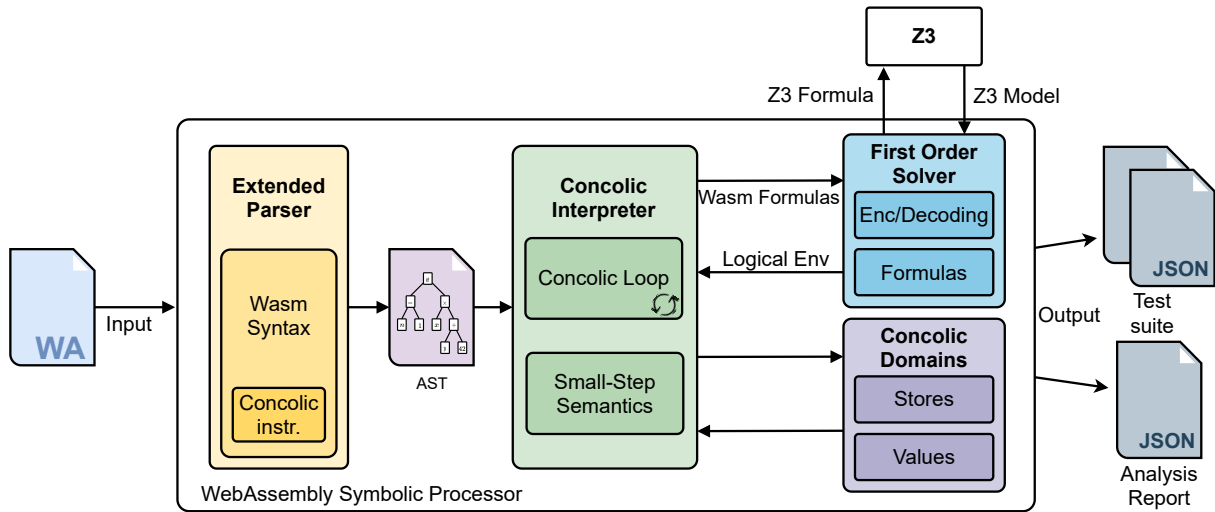 Z3
Z3 Formula
Z3 Model
Extended
Parser
Wasm
Syntax
Concolic
instr.
WA
Input
AST
Concolic
Interpreter
Concolic Loop
Small-Step
Semantics
Wasm Formulas
Logical Env
First Order
Solver
Enc/Decoding
Formulas
Concolic
Domains
Stores
Values
WebAssembly Symbolic Processor
Output
JSON
Test
suite
JSON
Analysis
Report